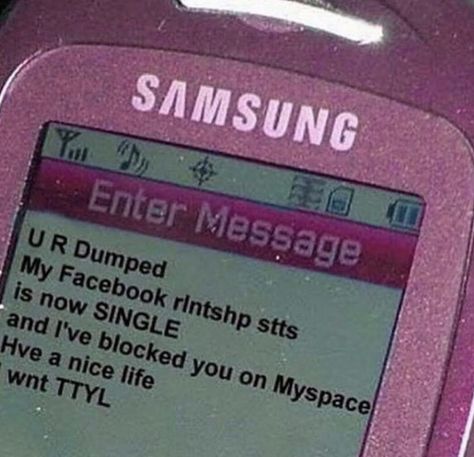 SAMSUNG
Enter Message
U R Dumped
My Facebook rlntshp stts
is now SINGLE
and I've blocked you on Myspace
Hve a nice life
I wnt TTYL